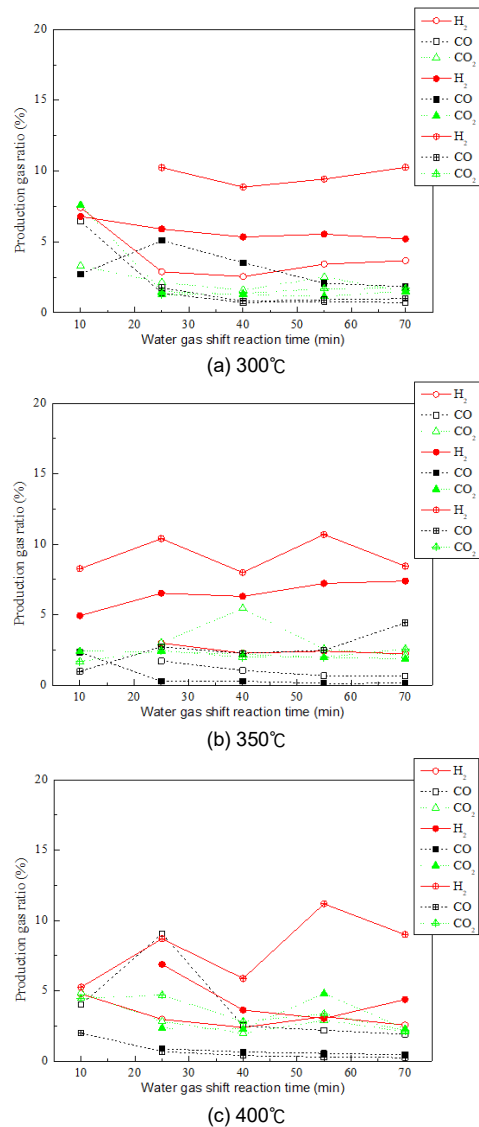 20
15
10
5
0
Production gas ratio (%)
10 20 30 40 50 60 70
Water gas shift reaction time (min)
H₂
CO
CO₂
H₂
CO
CO₂
H₂
CO
CO₂
(a) 300℃
20
15
10
5
0
Production gas ratio (%)
10 20 30 40 50 60 70
Water gas shift reaction time (min)
H₂
CO
CO₂
H₂
CO
CO₂
H₂
CO
CO₂
(b) 350℃
20
15
10
5
0
Production gas ratio (%)
10 20 30 40 50 60 70
Water gas shift reaction time (min)
H₂
CO
CO₂
H₂
CO
CO₂
H₂
CO
CO₂
(c) 400℃